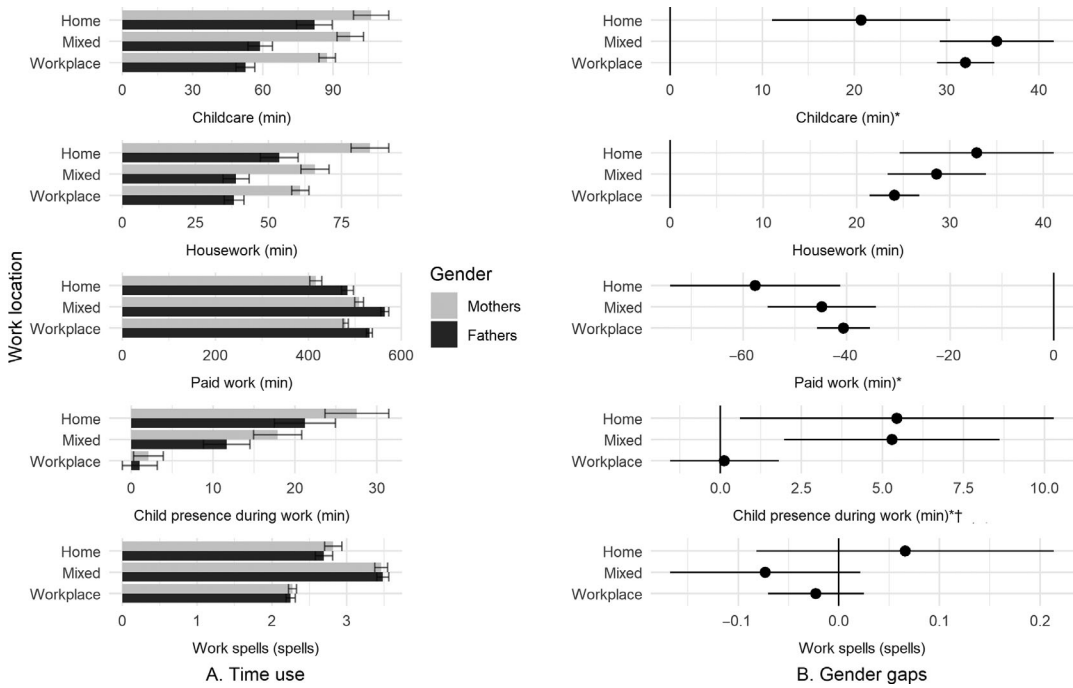 Work location
Home
Mixed
Workplace
0 30 60 90
Childcare (min)
Home
Mixed
Workplace
0 25 50 75
Housework (min)
Home
Mixed
Workplace
0 200 400 600
Paid work (min)
Home
Mixed
Workplace
0 10 20 30
Child presence during work (min)
Home
Mixed
Workplace
0 1 2 3
Work spells (spells)
A. Time use
Gender
Mothers
Fathers
Home
Mixed
Workplace
0 10 20 30 40
Childcare (min)*
Home
Mixed
Workplace
0 10 20 30 40
Housework (min)
Home
Mixed
Workplace
−60 −40 −20 0
Paid work (min)*
Home
Mixed
Workplace
0.0 2.5 5.0 7.5 10.0
Child presence during work (min)*†
Home
Mixed
Workplace
−0.1 0.0 0.1 0.2
Work spells (spells)
B. Gender gaps